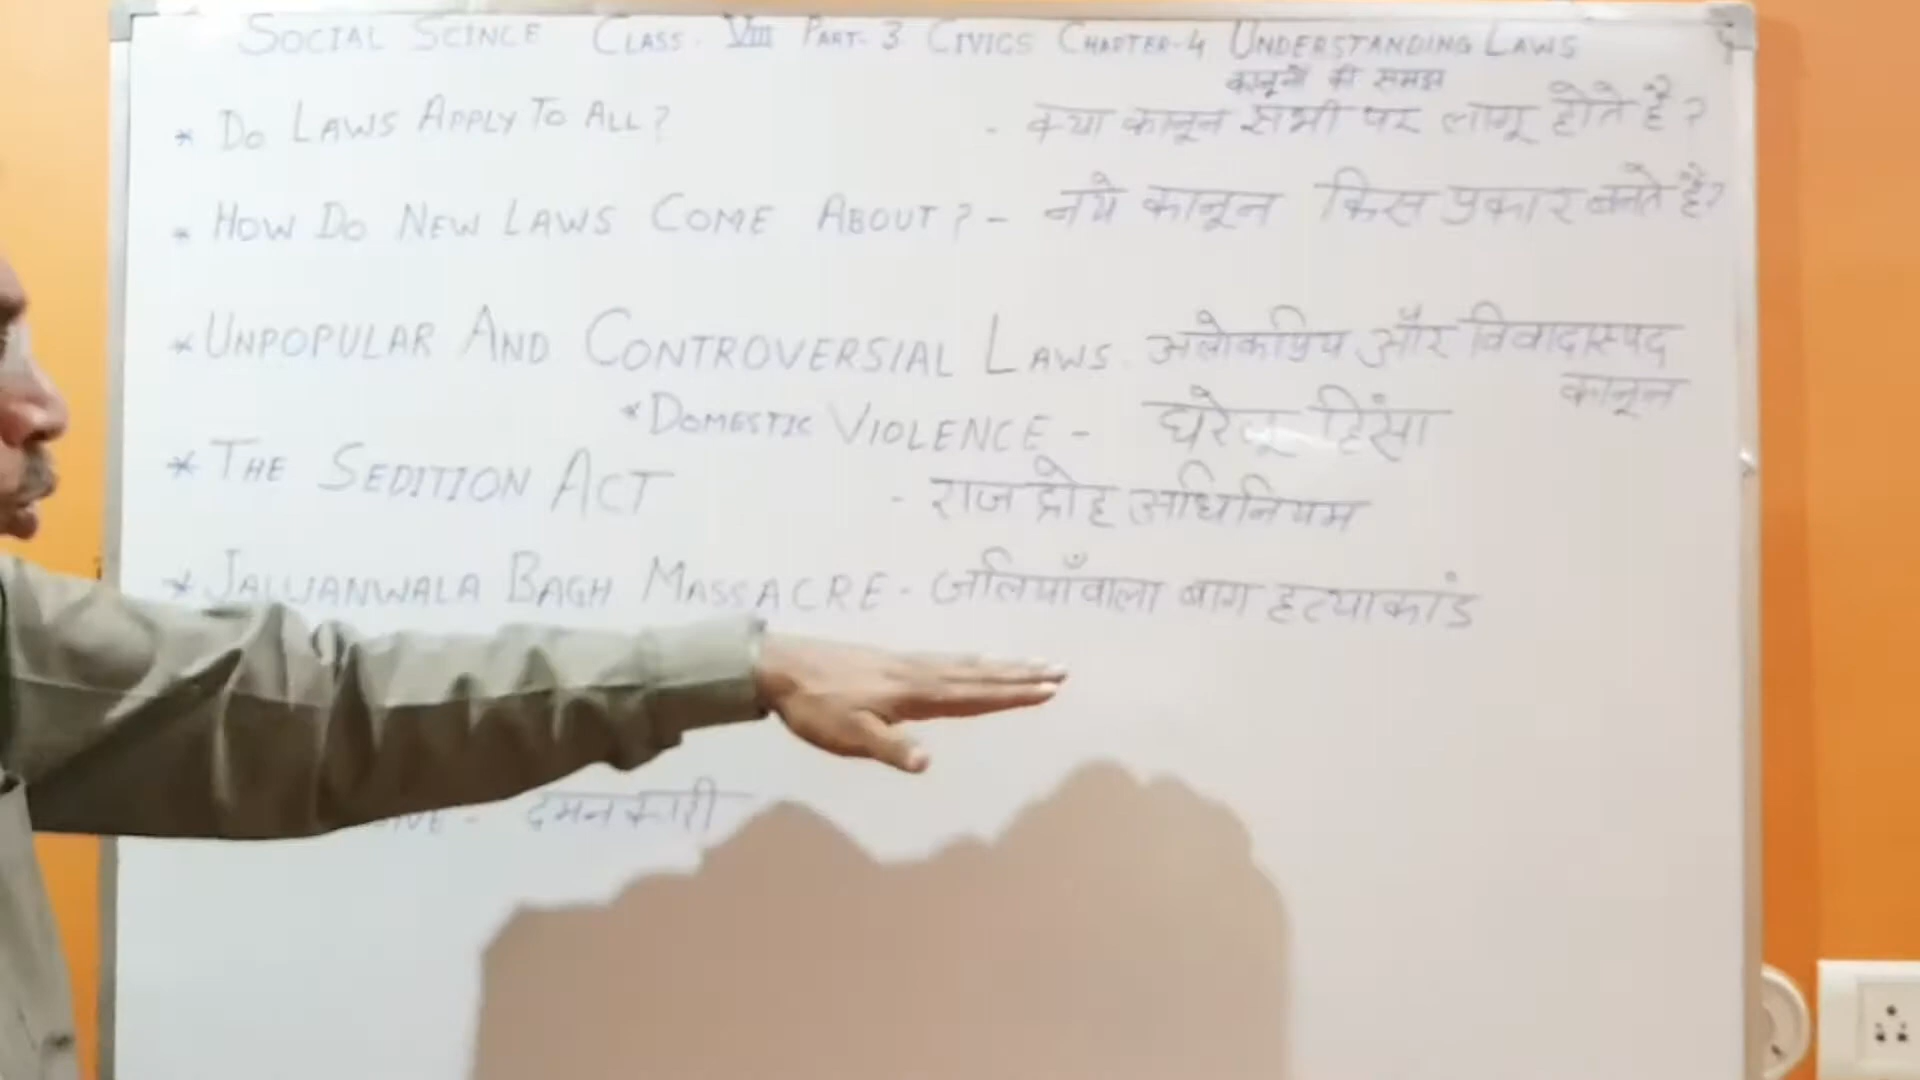 SOCIAL SCINCE CLASS - VIII PART- 3 CIVICS CHAPTER-4 UNDERSTANDING LAWS
कानूनों की समझ
* DO LAWS APPLY TO ALL? - क्या कानून सभी पर लागू होते है?
* HOW DO NEW LAWS COME ABOUT? - नये कानून किस प्रकार बनते है?
* UNPOPULAR AND CONTROVERSIAL LAWS. अलोकप्रिय और विवादास्पद
कानून
* DOMESTIC VIOLENCE - घरेलू हिंसा
* THE SEDITION ACT - राज द्रोह अधिनियम
* JALLIANWALA BAGH MASSACRE - जलियाँवाला बाग हत्याकांड
- दमनकारी